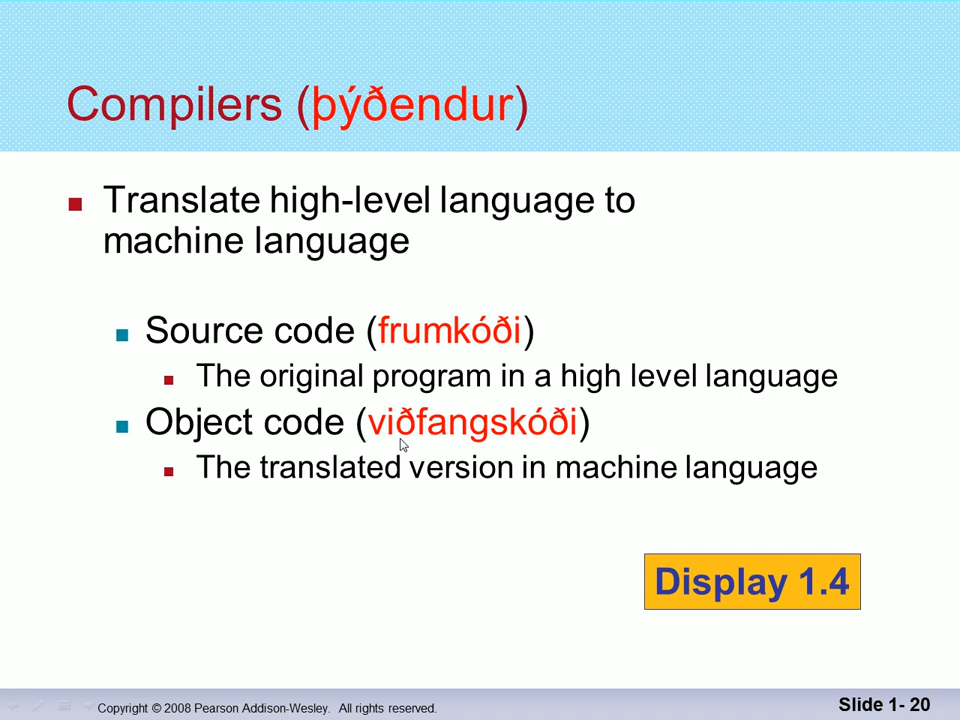 Compilers (þýðendur)
Translate high-level language to
machine language
Source code (frumkóði)
The original program in a high level language
Object code (viðfangskóði)
The translated version in machine language
Display 1.4
Copyright © 2008 Pearson Addison-Wesley. All rights reserved.
Slide 1- 20